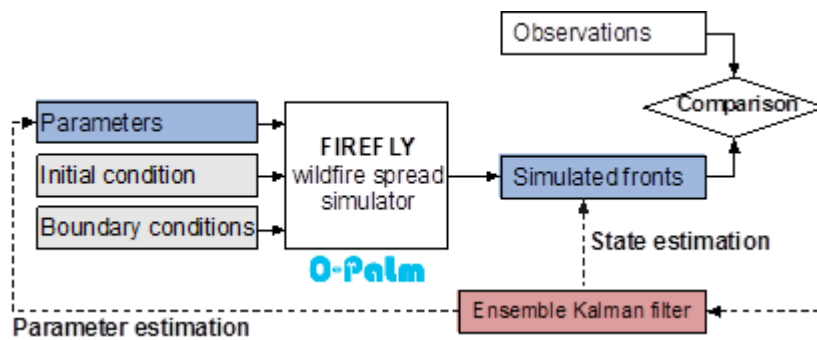 Observations
Comparison
Parameters
Initial condition
Boundary conditions
FIREFLY
wildfire spread
simulator
O-PaLm
Simulated fronts
State estimation
Ensemble Kalman filter
Parameter estimation